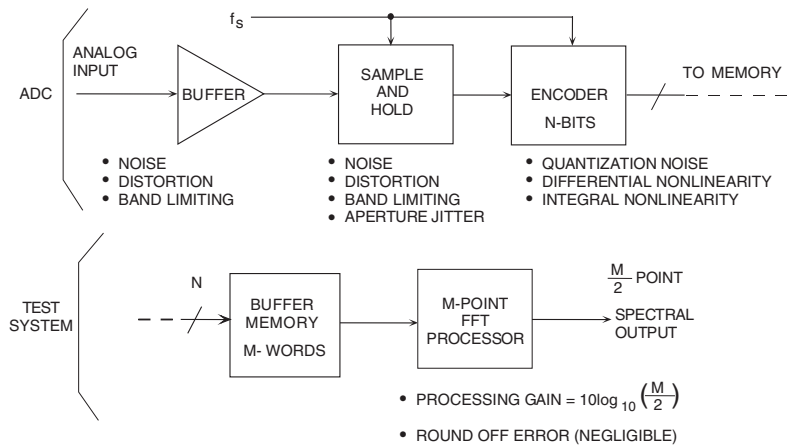 f_s
ADC
ANALOG
INPUT
BUFFER
SAMPLE
AND
HOLD
ENCODER
N-BITS
TO MEMORY
• NOISE
• DISTORTION
• BAND LIMITING
• NOISE
• DISTORTION
• BAND LIMITING
• APERTURE JITTER
• QUANTIZATION NOISE
• DIFFERENTIAL NONLINEARITY
• INTEGRAL NONLINEARITY
TEST
SYSTEM
N
BUFFER
MEMORY
M- WORDS
M-POINT
FFT
PROCESSOR
M/2 POINT
SPECTRAL
OUTPUT
• PROCESSING GAIN = 10log_10 (M/2)
• ROUND OFF ERROR (NEGLIGIBLE)